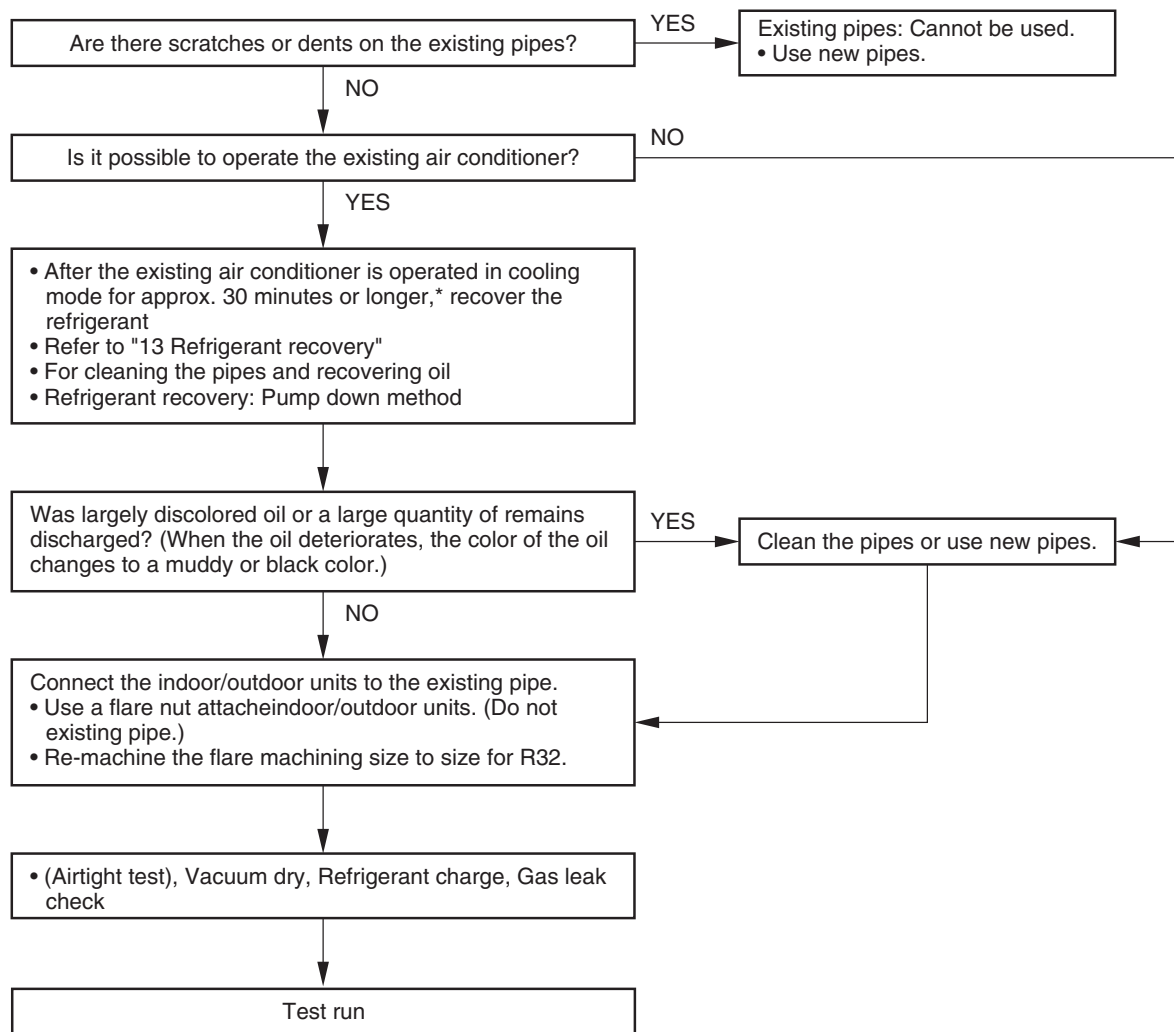 Are there scratches or dents on the existing pipes?
YES
Existing pipes: Cannot be used.
• Use new pipes.
NO
Is it possible to operate the existing air conditioner?
NO
YES
• After the existing air conditioner is operated in cooling
mode for approx. 30 minutes or longer,* recover the
refrigerant
• Refer to "13 Refrigerant recovery"
• For cleaning the pipes and recovering oil
• Refrigerant recovery: Pump down method
Was largely discolored oil or a large quantity of remains
discharged? (When the oil deteriorates, the color of the oil
changes to a muddy or black color.)
YES
Clean the pipes or use new pipes.
NO
Connect the indoor/outdoor units to the existing pipe.
• Use a flare nut attacheindoor/outdoor units. (Do not
existing pipe.)
• Re-machine the flare machining size to size for R32.
• (Airtight test), Vacuum dry, Refrigerant charge, Gas leak
check
Test run